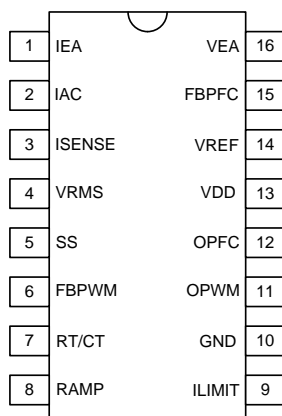 1 IEA VEA 16
2 IAC FBPFC 15
3 ISENSE VREF 14
4 VRMS VDD 13
5 SS OPFC 12
6 FBPWM OPWM 11
7 RT/CT GND 10
8 RAMP ILIMIT 9